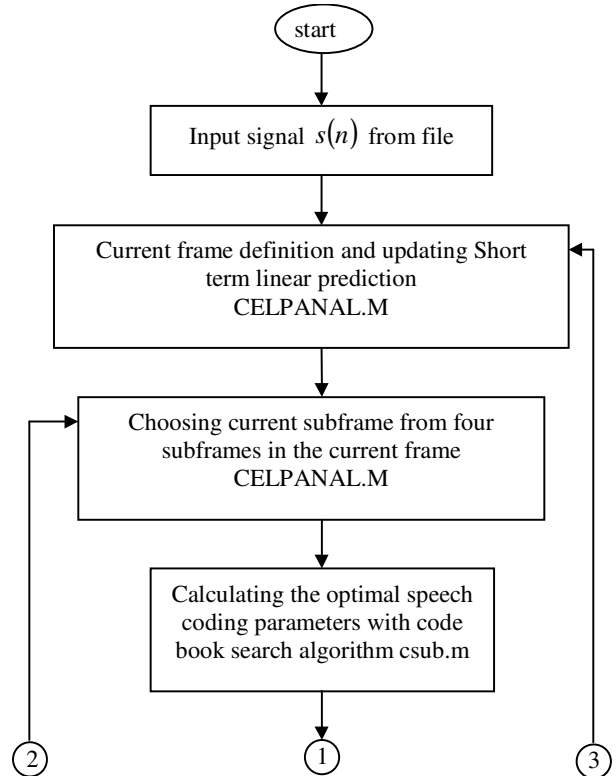 start
Input signal s(n) from file
Current frame definition and updating Short
term linear prediction
CELPANAL.M
Choosing current subframe from four
subframes in the current frame
CELPANAL.M
Calculating the optimal speech
coding parameters with code
book search algorithm csub.m
2
1
3